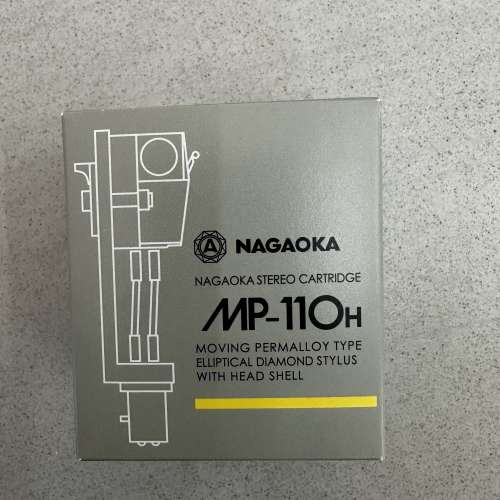 A NAGAOKA
NAGAOKA STEREO CARTRIDGE
MP-110H
MOVING PERMALLOY TYPE
ELLIPTICAL DIAMOND STYLUS
WITH HEAD SHELL